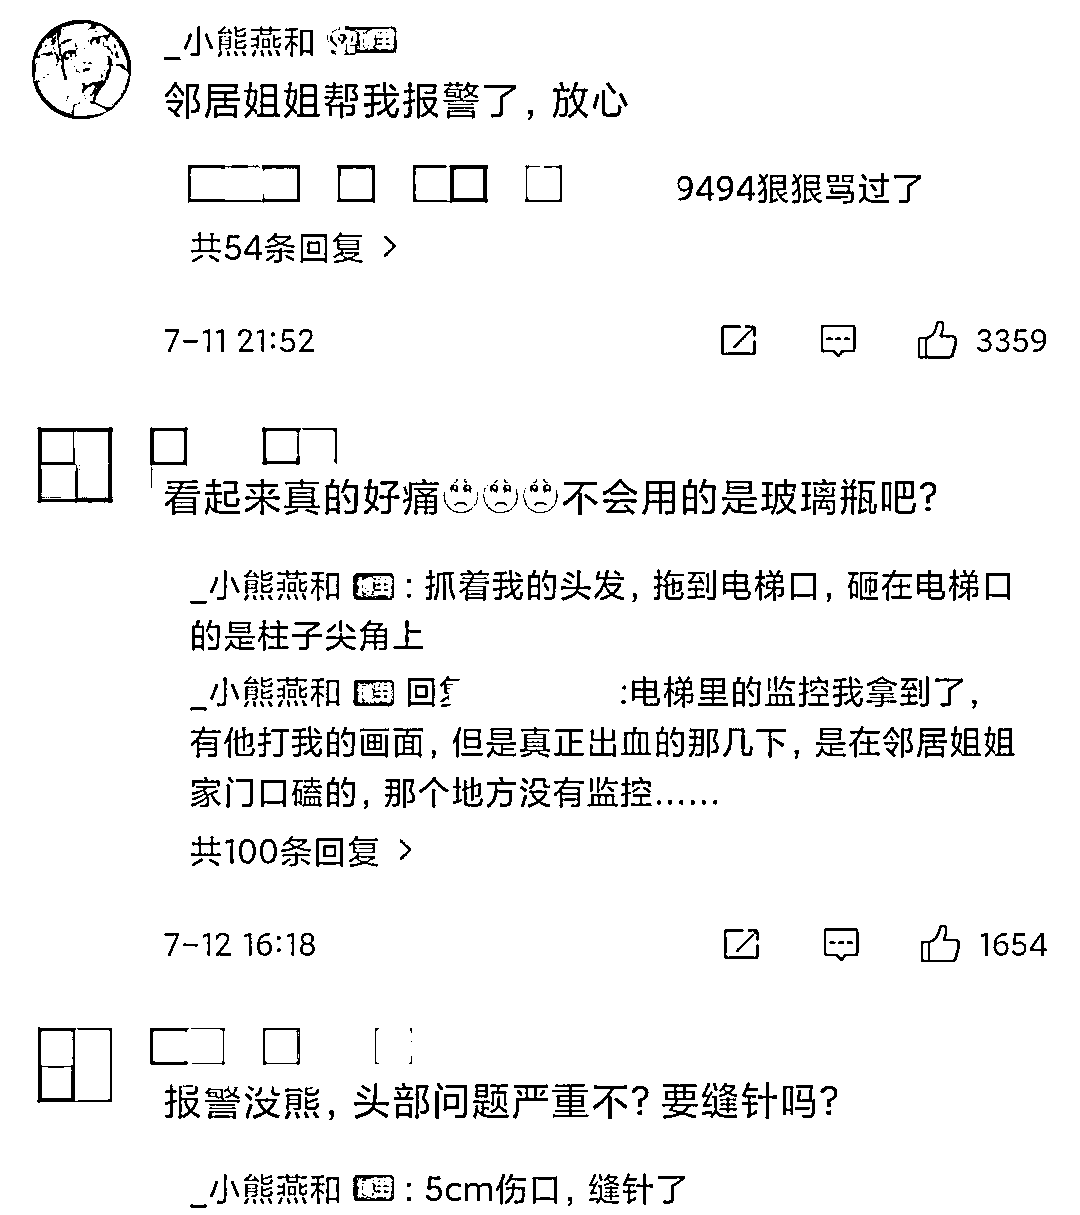 _小熊燕和
邻居姐姐帮我报警了，放心
9494狠狠骂过了
共54条回复 >
7-11 21:52
3359
看起来真的好痛不会用的是玻璃瓶吧？
_小熊燕和：抓着我的头发，拖到电梯口，砸在电梯口
的是柱子尖角上
_小熊燕和 回复 :电梯里的监控我拿到了，
有他打我的画面，但是真正出血的那几下，是在邻居姐姐
家门口磕的，那个地方没有监控......
共100条回复 >
7-12 16:18
1654
报警没熊，头部问题严重不？要缝针吗？
_小熊燕和：5cm伤口，缝针了